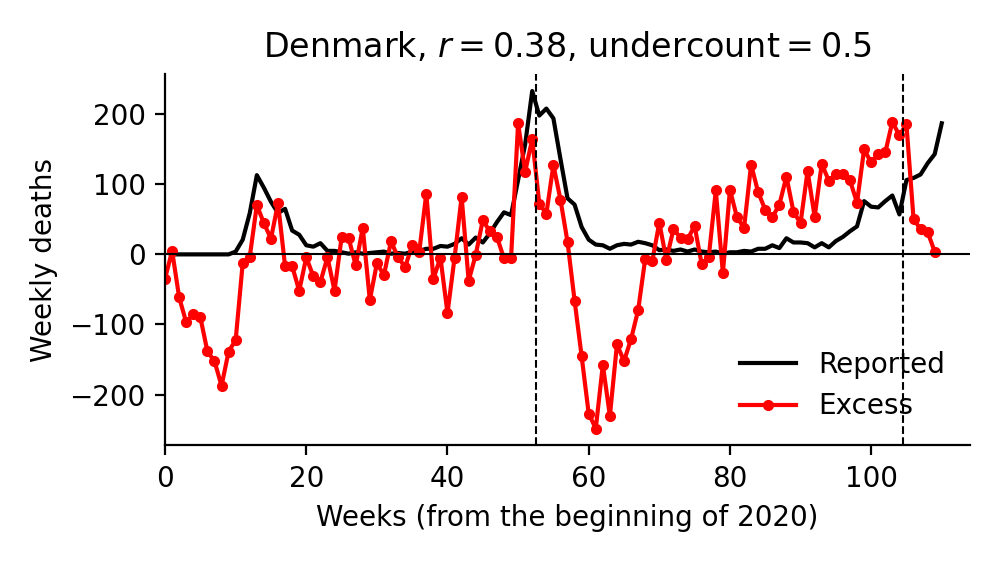 Denmark, r = 0.38, undercount = 0.5
Weekly deaths
200
100
0
−100
−200
Reported
Excess
0 20 40 60 80 100
Weeks (from the beginning of 2020)